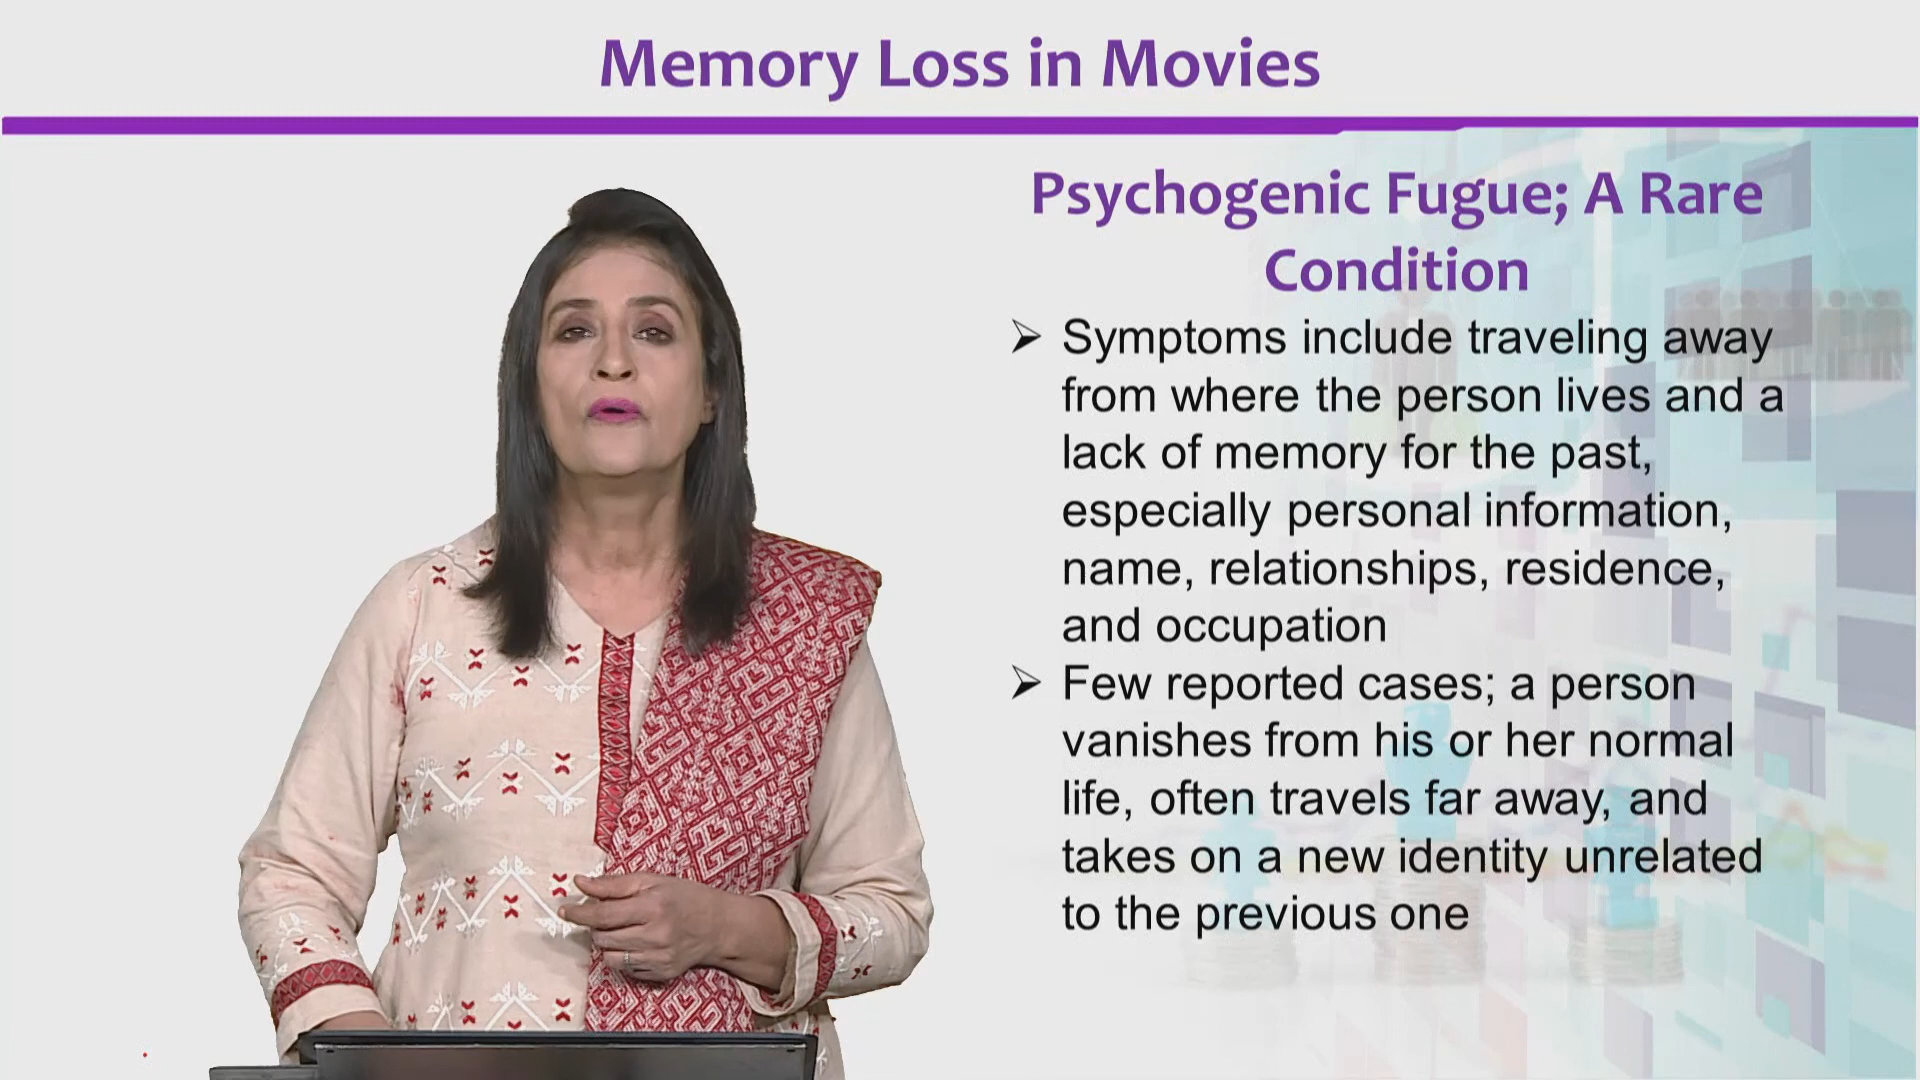 Memory Loss in Movies
Psychogenic Fugue; A Rare
Condition
➢ Symptoms include traveling away
from where the person lives and a
lack of memory for the past,
especially personal information,
name, relationships, residence,
and occupation
➢ Few reported cases; a person
vanishes from his or her normal
life, often travels far away, and
takes on a new identity unrelated
to the previous one